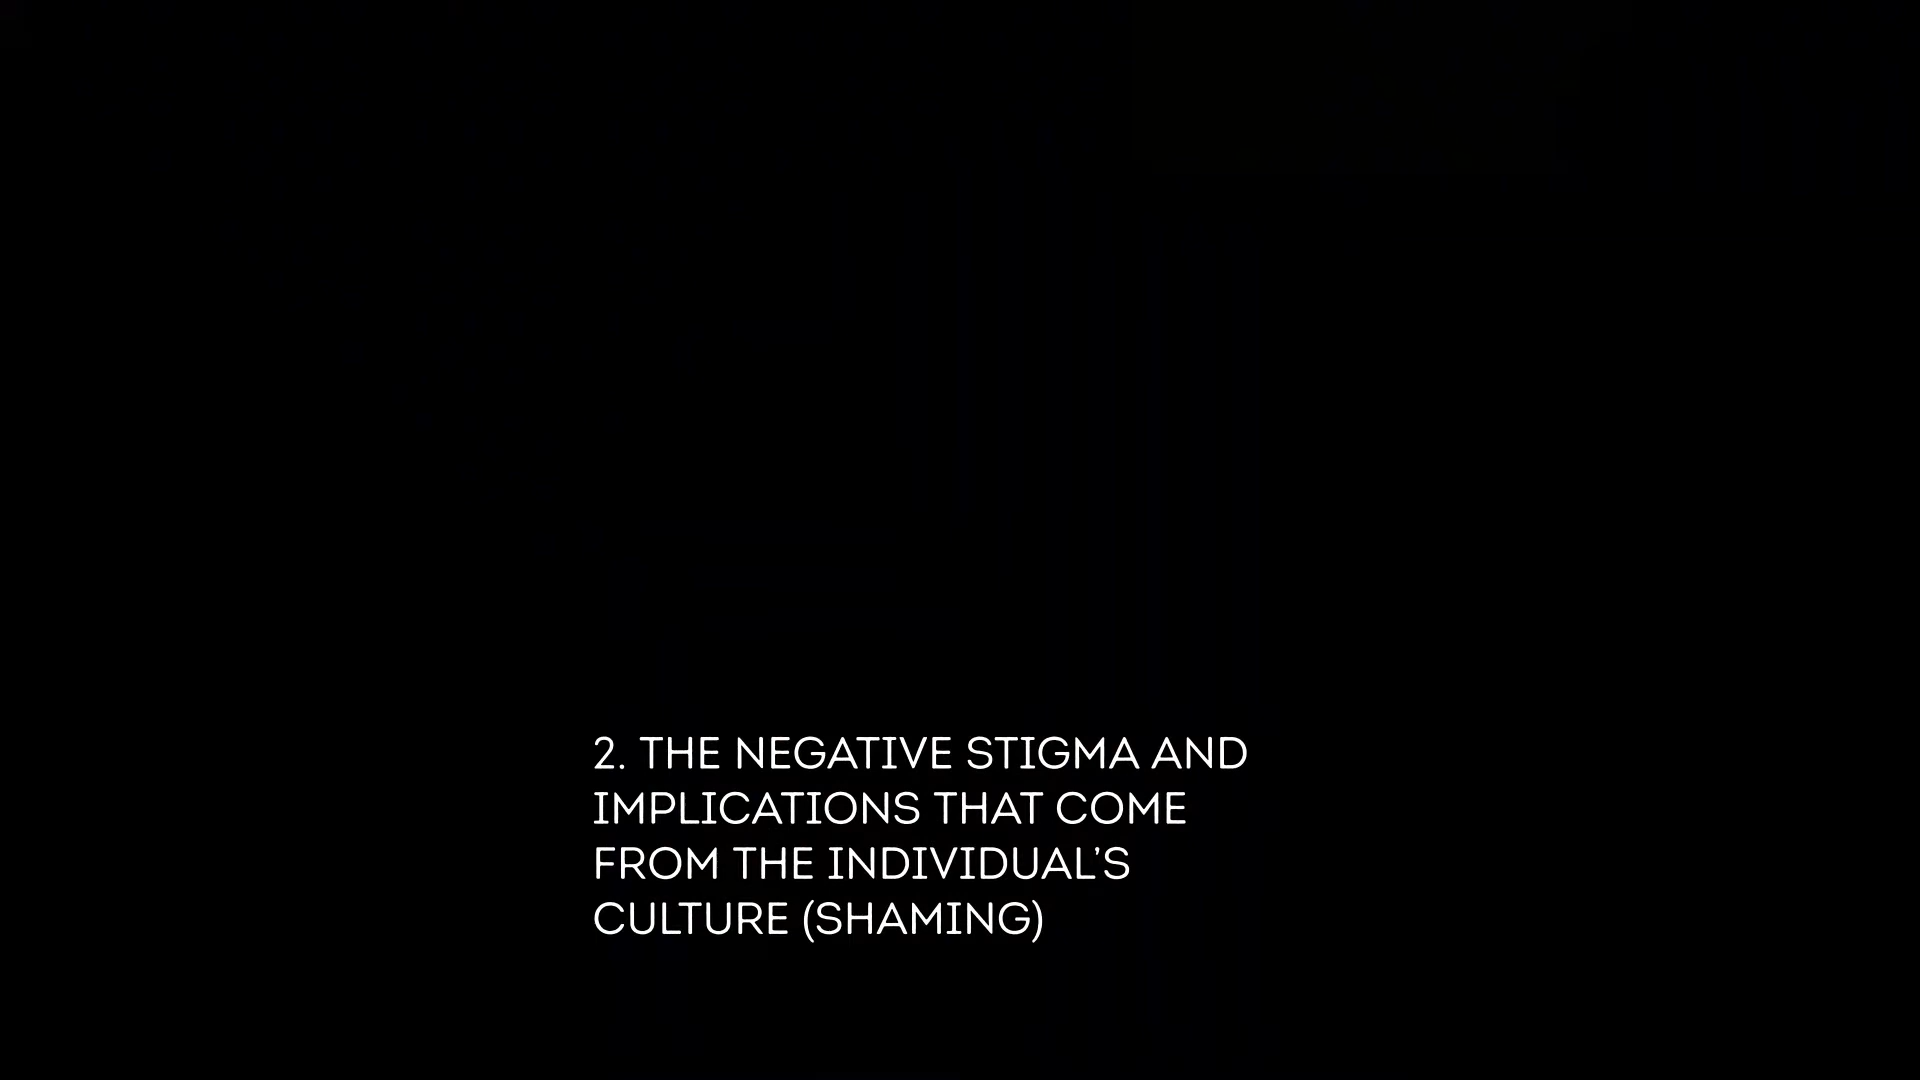 2. THE NEGATIVE STIGMA AND
IMPLICATIONS THAT COME
FROM THE INDIVIDUAL’S
CULTURE (SHAMING)